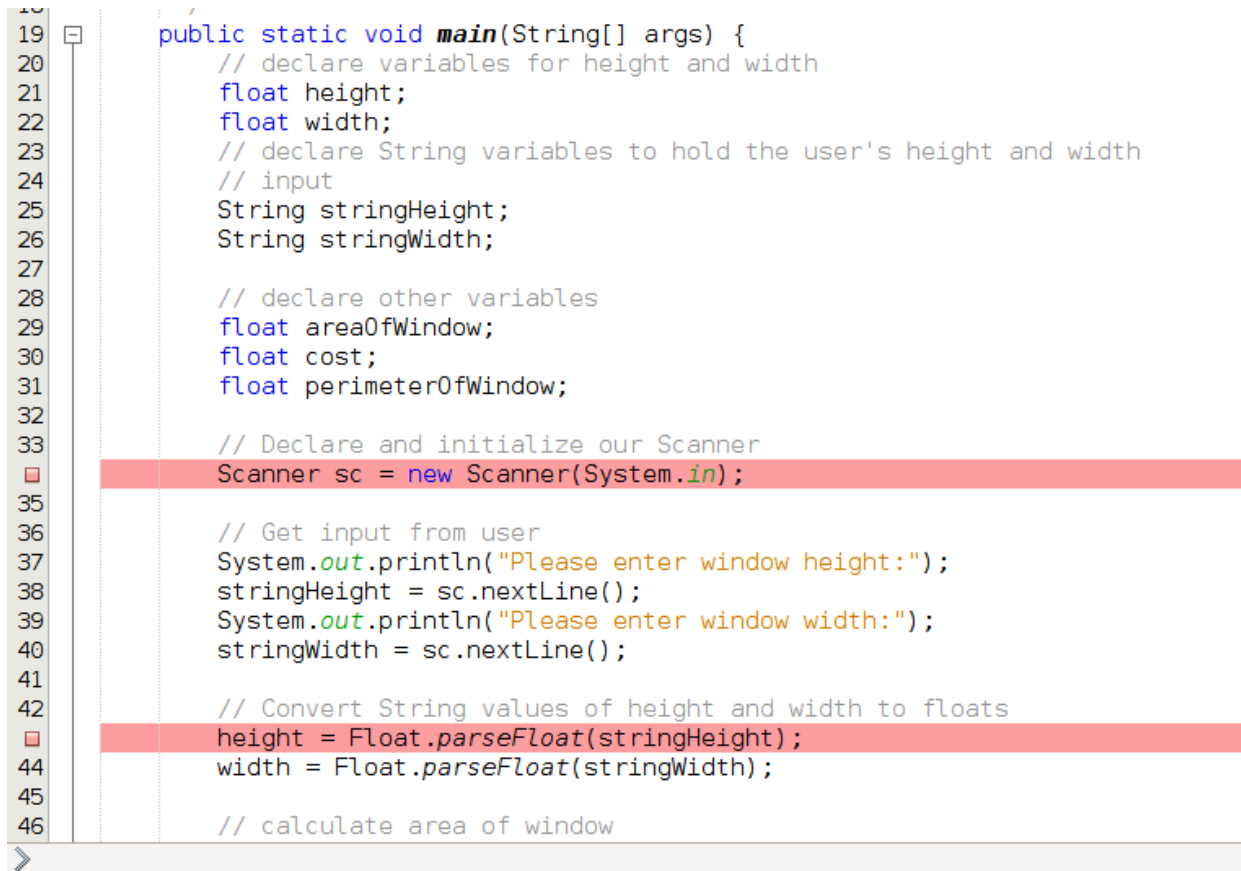 19 public static void main(String[] args) {
20 // declare variables for height and width
21 float height;
22 float width;
23 // declare String variables to hold the user's height and width
24 // input
25 String stringHeight;
26 String stringWidth;
27
28 // declare other variables
29 float areaOfWindow;
30 float cost;
31 float perimeterOfWindow;
32
33 // Declare and initialize our Scanner
Scanner sc = new Scanner(System.in);
35
36 // Get input from user
37 System.out.println("Please enter window height:");
38 stringHeight = sc.nextLine();
39 System.out.println("Please enter window width:");
40 stringWidth = sc.nextLine();
41
42 // Convert String values of height and width to floats
height = Float.parseFloat(stringHeight);
44 width = Float.parseFloat(stringWidth);
45
46 // calculate area of window